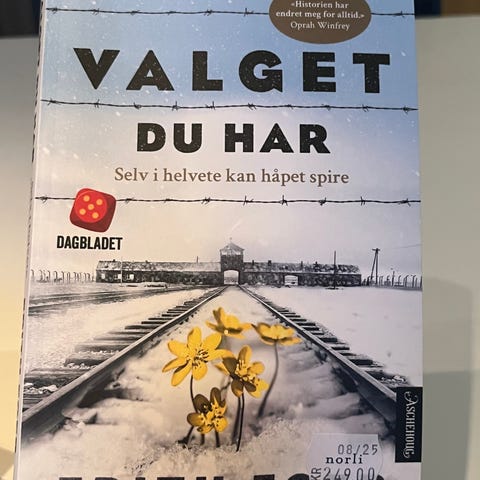 «Historien har
endret meg for alltid.»
Oprah Winfrey
VALGET
DU HAR
Selv i helvete kan håpet spire
DAGBLADET
ASCHEHOUG
08/25
norli
KR 249 00